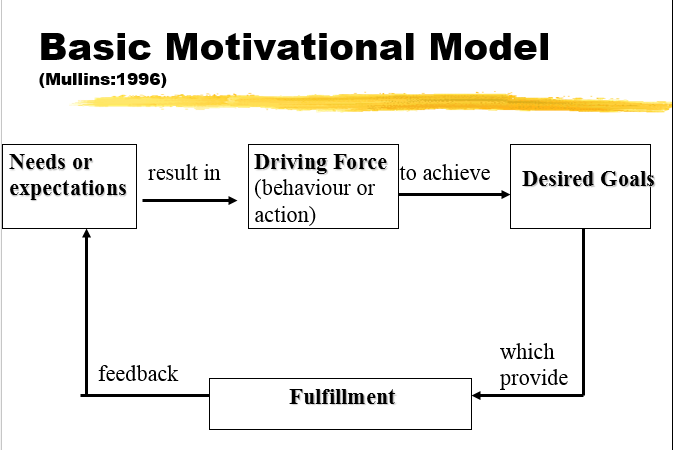 Basic Motivational Model
(Mullins:1996)
Needs or
expectations
result in
Driving Force
(behaviour or
action)
to achieve
Desired Goals
which
provide
Fulfillment
feedback